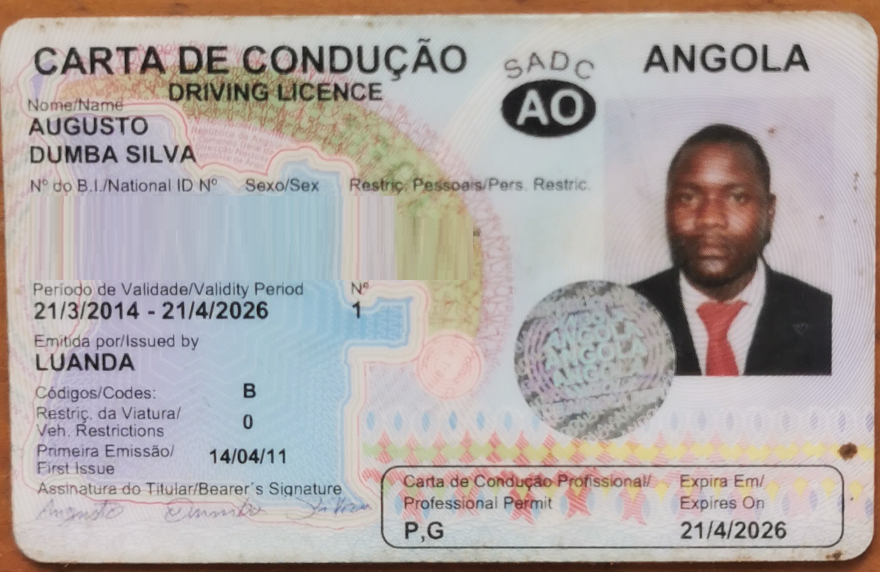 CARTA DE CONDUÇÃO
DRIVING LICENCE
SADC
AO
ANGOLA
Nome/Name
AUGUSTO
DUMBA SILVA
Nº do B.I./National ID Nº Sexo/Sex Restriç. Pessoais/Pers. Restric.
Período de Validade/Validity Period Nº
21/3/2014 - 21/4/2026 1
Emitida por/Issued by
LUANDA
Códigos/Codes: B
Restriç. da Viatura/
Veh. Restrictions 0
Primeira Emissão/
First Issue 14/04/11
Assinatura do Titular/Bearer´s Signature
Augusto Dumba Silva
ANGOLA
ANGOLA
ANGOLA
Carta de Condução Profissional/ Expira Em/
Professional Permit Expires On
P,G 21/4/2026